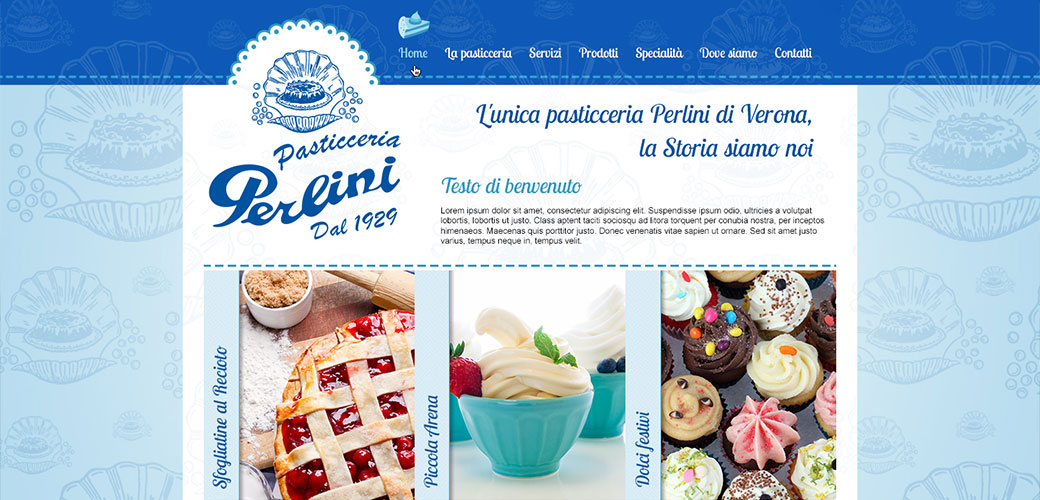 Home La pasticceria Servizi Prodotti Specialità Dove siamo Contatti
Pasticceria
Perlini
Dal 1929
L'unica pasticceria Perlini di Verona,
la Storia siamo noi
Testo di benvenuto
Lorem ipsum dolor sit amet, consectetur adipiscing elit. Suspendisse ipsum odio, ultricies a volutpat
lobortis, lobortis ut justo. Class aptent taciti sociosqu ad litora torquent per conubia nostra, per inceptos
himenaeos. Maecenas quis porttitor justo. Donec venenatis vitae sapien ut ornare. Sed sit amet justo
varius, tempus neque in, tempus velit.
Sfogliatine al Recioto
Piccola Arena
Dolci festivi